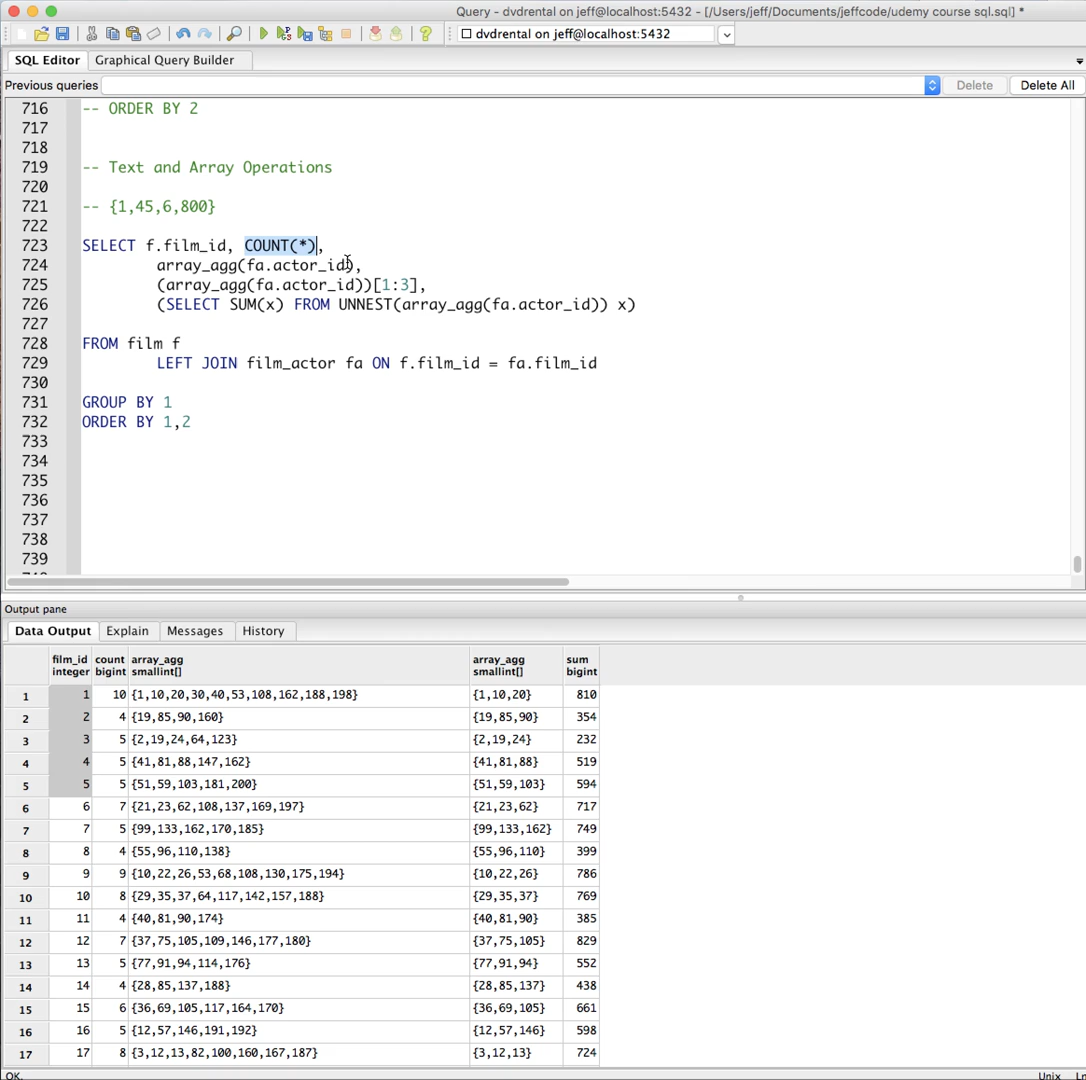 Query - dvdrental on jeff@localhost:5432 - [/Users/jeff/Documents/jeffcode/udemy course sql.sql] *
dvdrental on jeff@localhost:5432
SQL Editor Graphical Query Builder
Previous queries Delete Delete All
716 -- ORDER BY 2
717
718
719 -- Text and Array Operations
720
721 -- {1,45,6,800}
722
723 SELECT f.film_id, COUNT(*),
724 array_agg(fa.actor_id),
725 (array_agg(fa.actor_id))[1:3],
726 (SELECT SUM(x) FROM UNNEST(array_agg(fa.actor_id)) x)
727
728 FROM film f
729 LEFT JOIN film_actor fa ON f.film_id = fa.film_id
730
731 GROUP BY 1
732 ORDER BY 1,2
733
734
735
736
737
738
739
Output pane
Data Output Explain Messages History
film_id count array_agg array_agg sum
integer bigint smallint[] smallint[] bigint
1 1 10 {1,10,20,30,40,53,108,162,188,198} {1,10,20} 810
2 2 4 {19,85,90,160} {19,85,90} 354
3 3 5 {2,19,24,64,123} {2,19,24} 232
4 4 5 {41,81,88,147,162} {41,81,88} 519
5 5 5 {51,59,103,181,200} {51,59,103} 594
6 6 7 {21,23,62,108,137,169,197} {21,23,62} 717
7 7 5 {99,133,162,170,185} {99,133,162} 749
8 8 4 {55,96,110,138} {55,96,110} 399
9 9 9 {10,22,26,53,68,108,130,175,194} {10,22,26} 786
10 10 8 {29,35,37,64,117,142,157,188} {29,35,37} 769
11 11 4 {40,81,90,174} {40,81,90} 385
12 12 7 {37,75,105,109,146,177,180} {37,75,105} 829
13 13 5 {77,91,94,114,176} {77,91,94} 552
14 14 4 {28,85,137,188} {28,85,137} 438
15 15 6 {36,69,105,117,164,170} {36,69,105} 661
16 16 5 {12,57,146,191,192} {12,57,146} 598
17 17 8 {3,12,13,82,100,160,167,187} {3,12,13} 724
OK. Unix